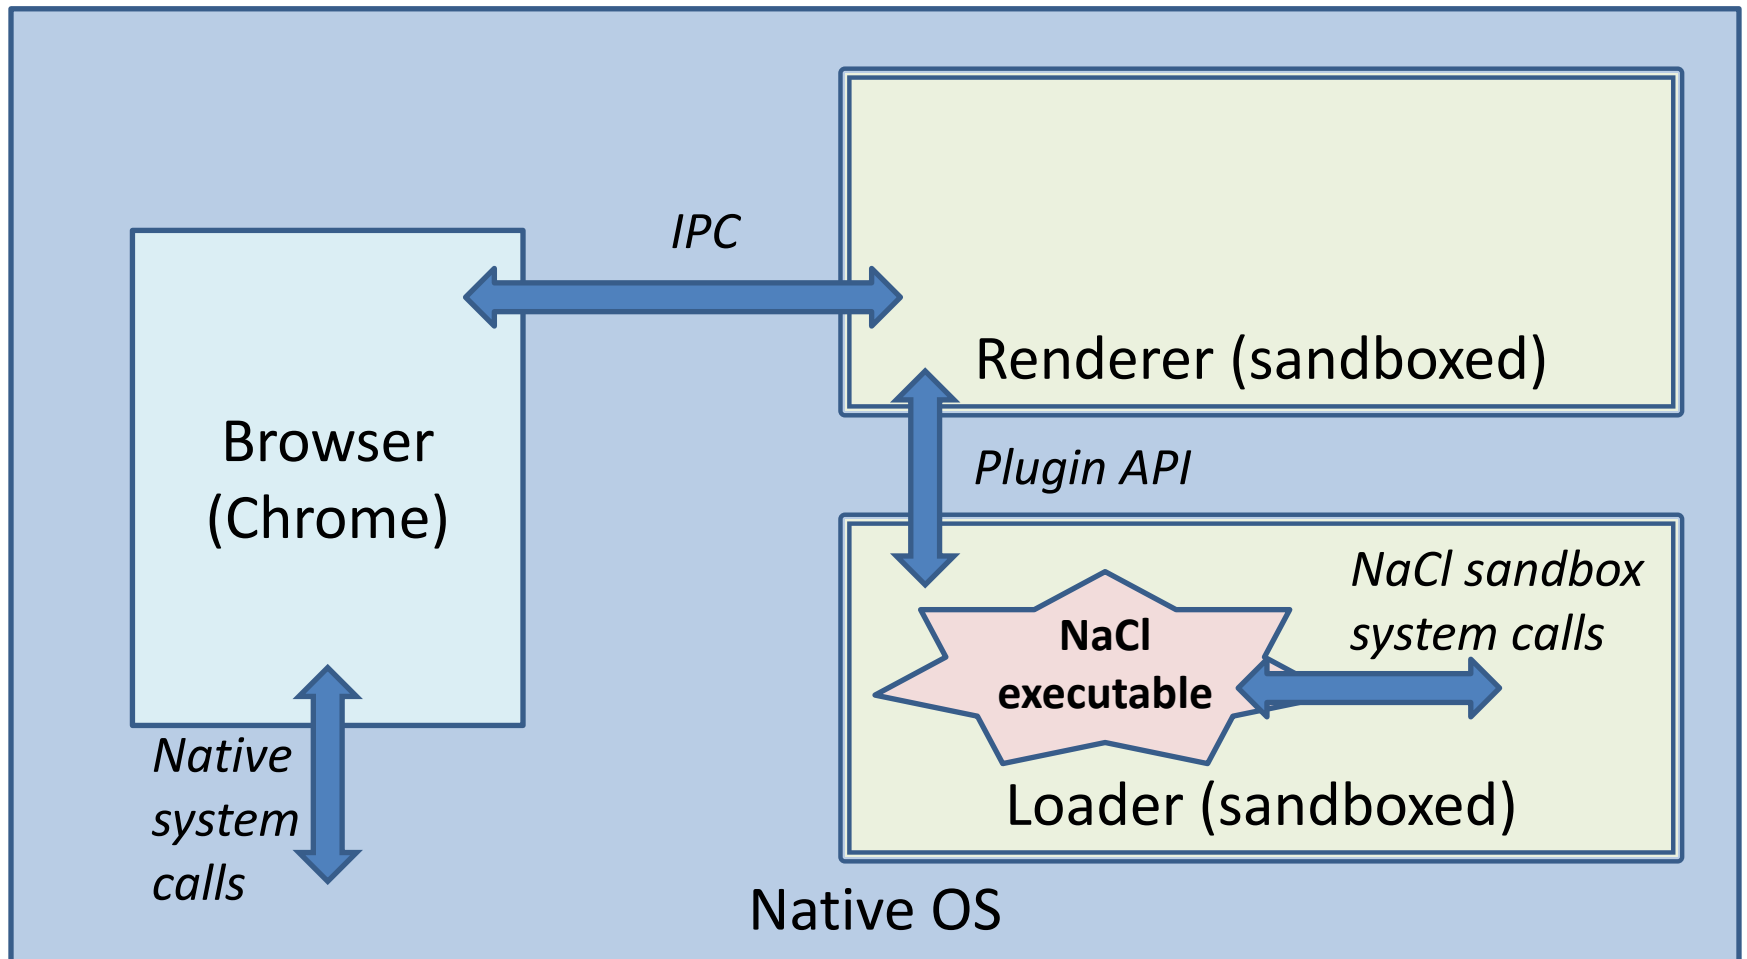 IPC
Renderer (sandboxed)
Browser
(Chrome)
Plugin API
NaCl sandbox
system calls
NaCl
executable
Loader (sandboxed)
Native
system
calls
Native OS